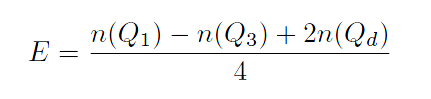 E = \frac{n(Q_1) - n(Q_3) + 2n(Q_d)}{4}